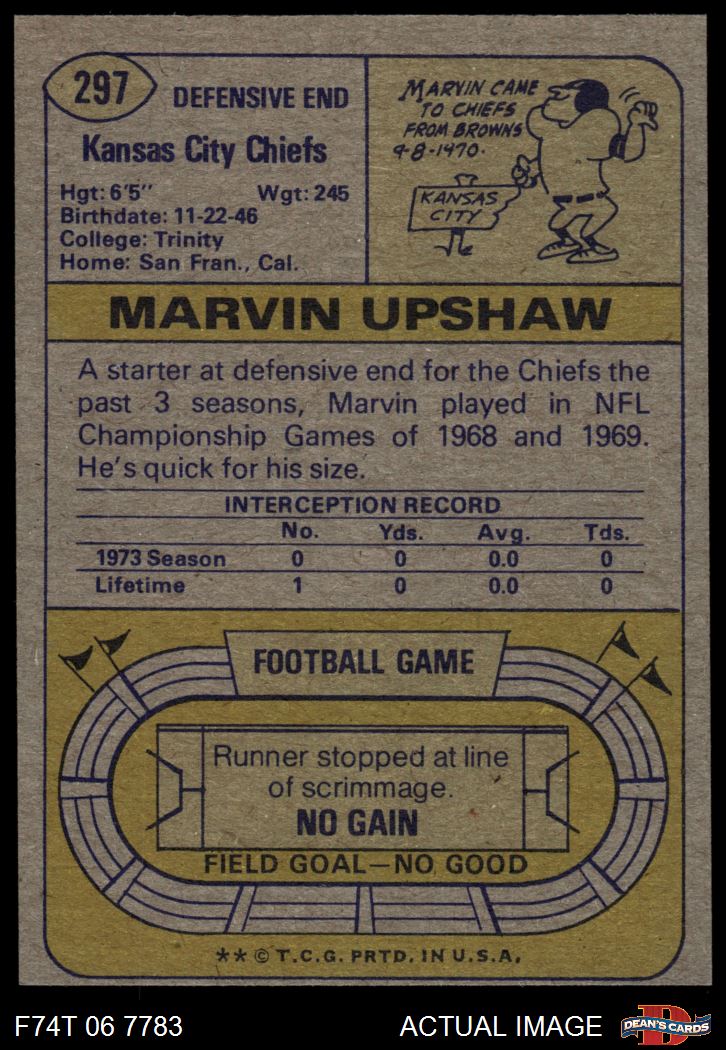 297
DEFENSIVE END
Kansas City Chiefs
Hgt: 6'5" Wgt: 245
Birthdate: 11-22-46
College: Trinity
Home: San Fran., Cal.
MARVIN CAME
TO CHIEFS
FROM BROWNS
9-8-1970.
KANSAS
CITY
MARVIN UPSHAW
A starter at defensive end for the Chiefs the
past 3 seasons, Marvin played in NFL
Championship Games of 1968 and 1969.
He's quick for his size.
INTERCEPTION RECORD
No. Yds. Avg. Tds.
1973 Season 0 0 0.0 0
Lifetime 1 0 0.0 0
FOOTBALL GAME
Runner stopped at line
of scrimmage.
NO GAIN
FIELD GOAL—NO GOOD
** © T.C.G. PRTD. IN U.S.A.
F74T 06 7783 ACTUAL IMAGE
D
DEAN'S CARDS